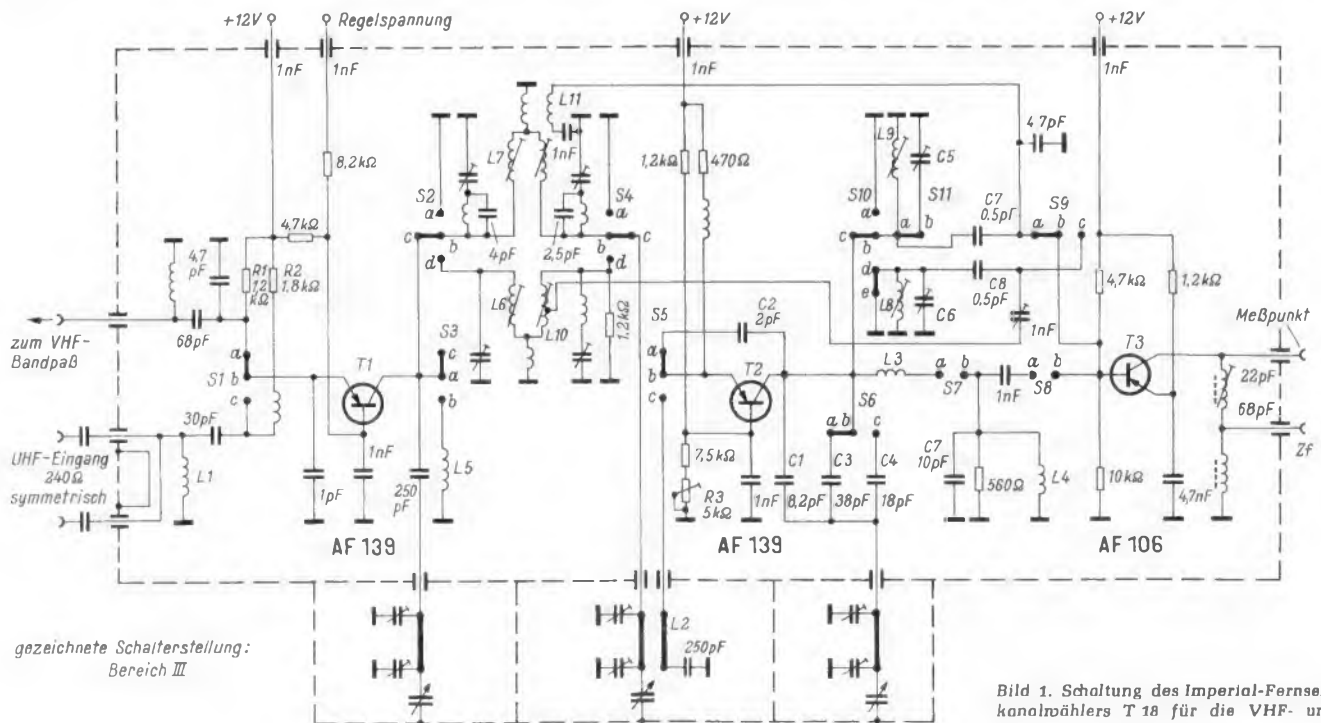 +12V
Regelspannung
+12V
+12V
1nF
1nF
1nF
1nF
8,2kΩ
4,7kΩ
4,7 pF
R1 1,2 kΩ
R2 1,8kΩ
68pF
zum VHF-
Bandpaß
S1
a
b
c
30pF
UHF-Eingang
240Ω
symmetrisch
L1
T1
1pF
1nF
250 pF
AF 139
S2
a
b
c
d
4pF
L7
L11
1nF
2,5pF
S4
a
b
c
d
L6
L10
1,2kΩ
S3
c
a
b
L5
1,2kΩ
470Ω
S5
a
b
c
C2
2pF
T2
7,5kΩ
R3
5kΩ
1nF
C1
8,2pF
AF 139
S6
a
b
c
C3
38pF
C4
18pF
L9
C5
S10
S11
a
b
c
a
b
d
e
L8
C6
C7
0.5pF
C8
0.5pF
4 7pF
S9
a
b
c
1nF
L3
a
b
S7
1nF
a
b
S8
C7
10pF
560Ω
L4
4,7kΩ
1,2kΩ
T3
10kΩ
4,7nF
AF 106
Meßpunkt
22pF
68pF
Zf
L2
250pF
gezeichnete Schalterstellung:
Bereich III
Bild 1. Schaltung des Imperial-Fernse
kanalwählers T 18 für die VHF- un